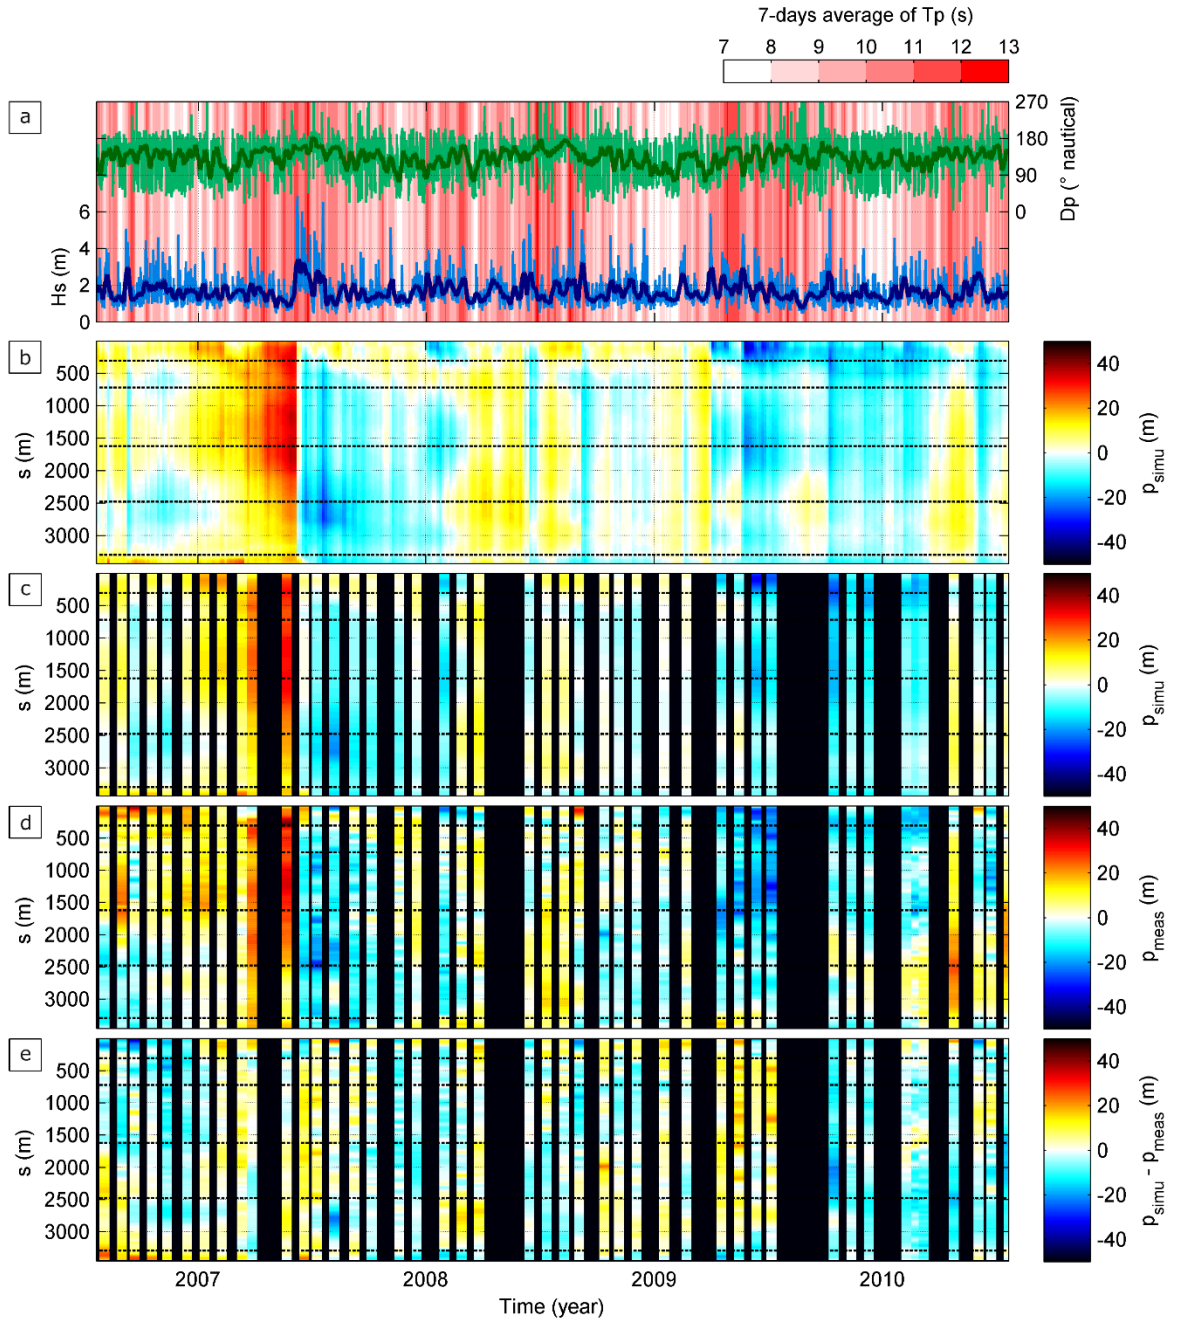 7-days average of Tp (s)
7 8 9 10 11 12 13
a
270
180
90
0
Dp (° nautical)
6
4
2
0
Hs (m)
b
500
1000
1500
2000
2500
3000
s (m)
40
20
0
-20
-40
p_simu (m)
c
500
1000
1500
2000
2500
3000
s (m)
40
20
0
-20
-40
p_simu (m)
d
500
1000
1500
2000
2500
3000
s (m)
40
20
0
-20
-40
p_meas (m)
e
500
1000
1500
2000
2500
3000
s (m)
40
20
0
-20
-40
p_simu - p_meas (m)
2007 2008 2009 2010
Time (year)